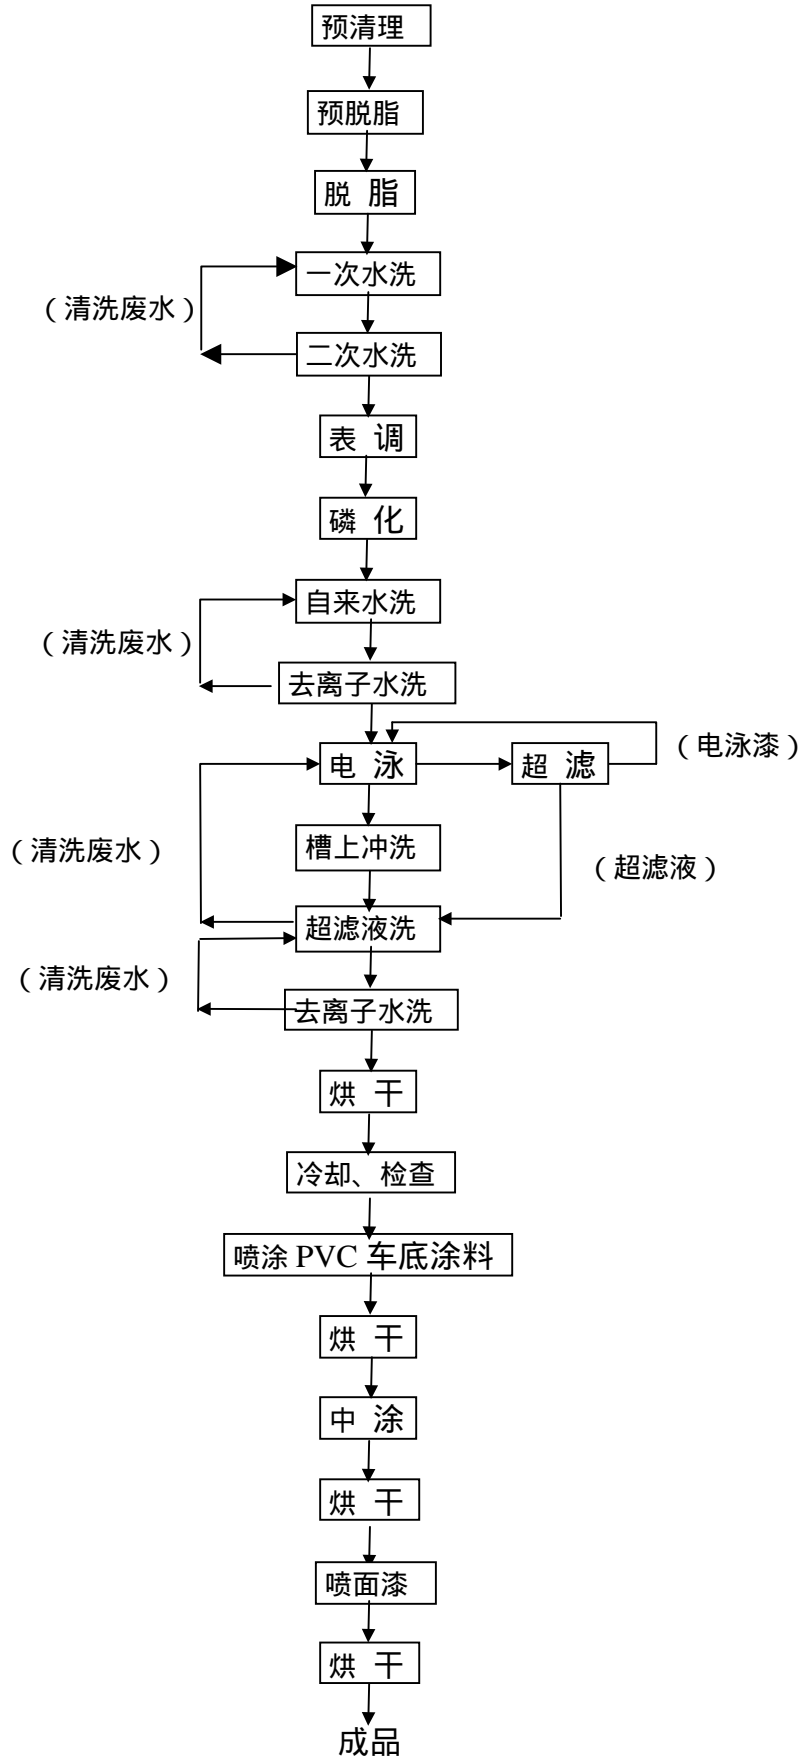 预清理
预脱脂
脱 脂
一次水洗
（清洗废水）
二次水洗
表 调
磷 化
自来水洗
（清洗废水）
去离子水洗
电 泳
超 滤
（电泳漆）
（清洗废水）
槽上冲洗
（超滤液）
超滤液洗
（清洗废水）
去离子水洗
烘 干
冷却、检查
喷涂 PVC 车底涂料
烘 干
中 涂
烘 干
喷面漆
烘 干
成品